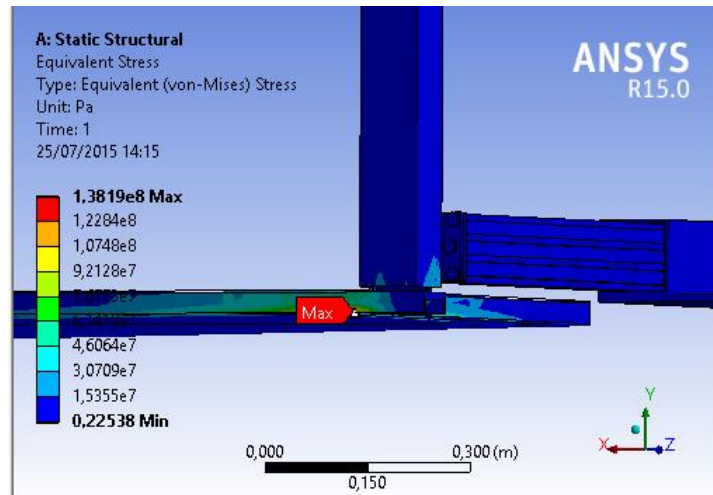 A: Static Structural
Equivalent Stress
Type: Equivalent (von-Mises) Stress
Unit: Pa
Time: 1
25/07/2015 14:15
ANSYS
R15.0
1,3819e8 Max
1,2284e8
1,0748e8
9,2128e7
4,6064e7
3,0709e7
1,5355e7
0,22538 Min
Max
0,000
0,300 (m)
0,150
Y
X
Z